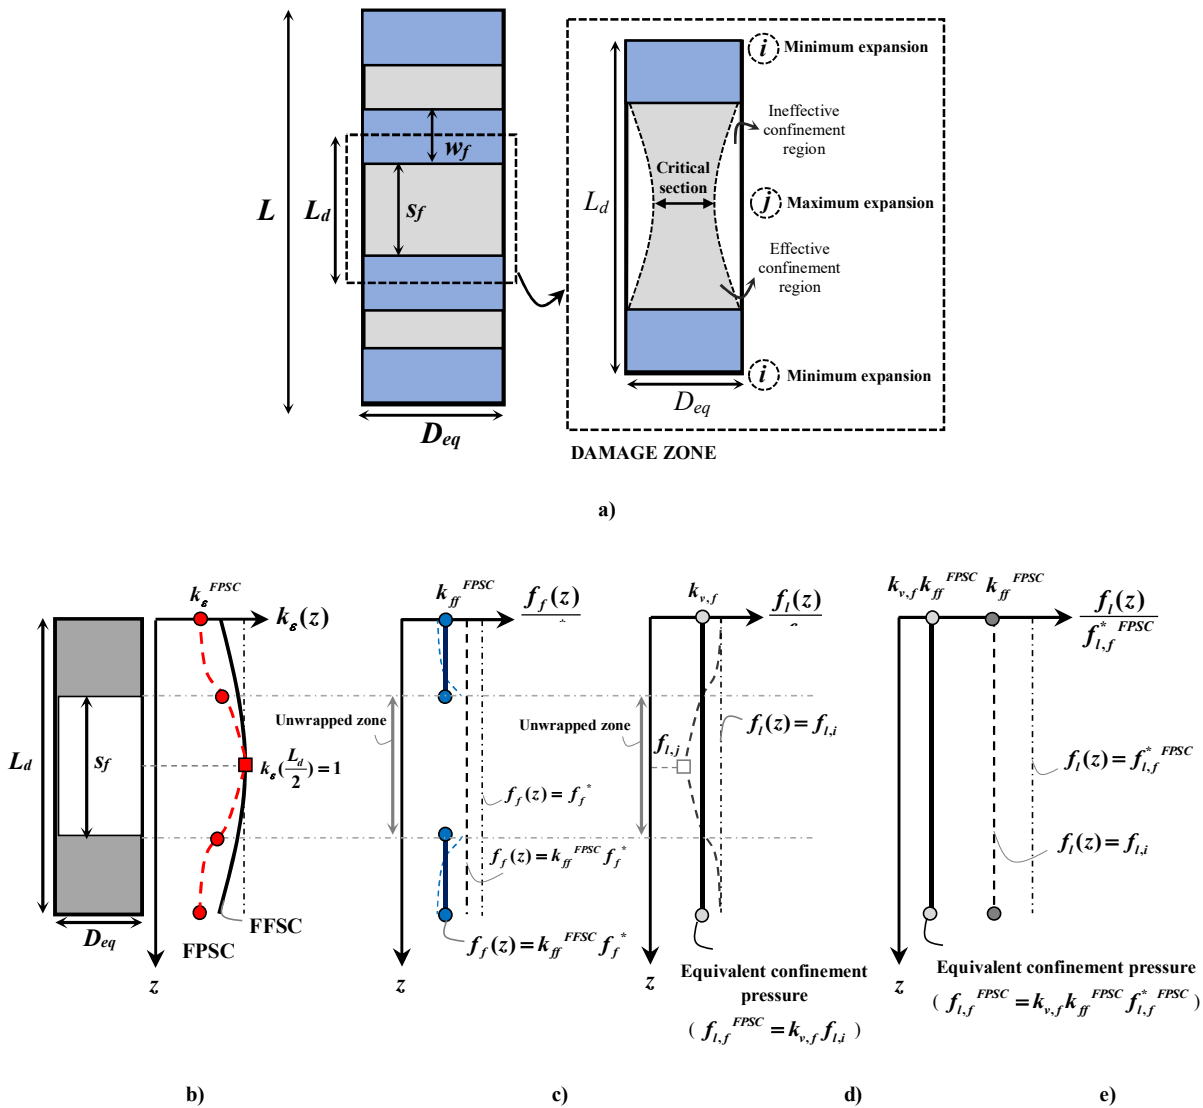 L
L_d
w_f
s_f
D_eq
L_d
i Minimum expansion
Ineffective
confinement
region
Critical
section
j Maximum expansion
Effective
confinement
region
i Minimum expansion
D_eq
DAMAGE ZONE
a)
L_d
s_f
D_eq
k_ε^FPSC
k_ε(z)
k_ε(L_d/2) = 1
FPSC
FFSC
z
b)
k_ff^FPSC
f_f(z)
Unwrapped zone
f_f(z) = f_f^*
f_f(z) = k_ff^FPSC f_f^*
f_f(z) = k_ff^FFSC f_f^*
z
c)
k_v,f
f_l(z)
Unwrapped zone
f_l,j
f_l(z) = f_l,i
z
Equivalent confinement
pressure
( f_l,f^FPSC = k_v,f f_l,i )
d)
k_v,f k_ff^FPSC
k_ff^FPSC
f_l(z)
f_l,f^* FPSC
f_l(z) = f_l,f^* FPSC
f_l(z) = f_l,i
z
Equivalent confinement pressure
( f_l,f^FPSC = k_v,f k_ff^FPSC f_l,f^* FPSC )
e)